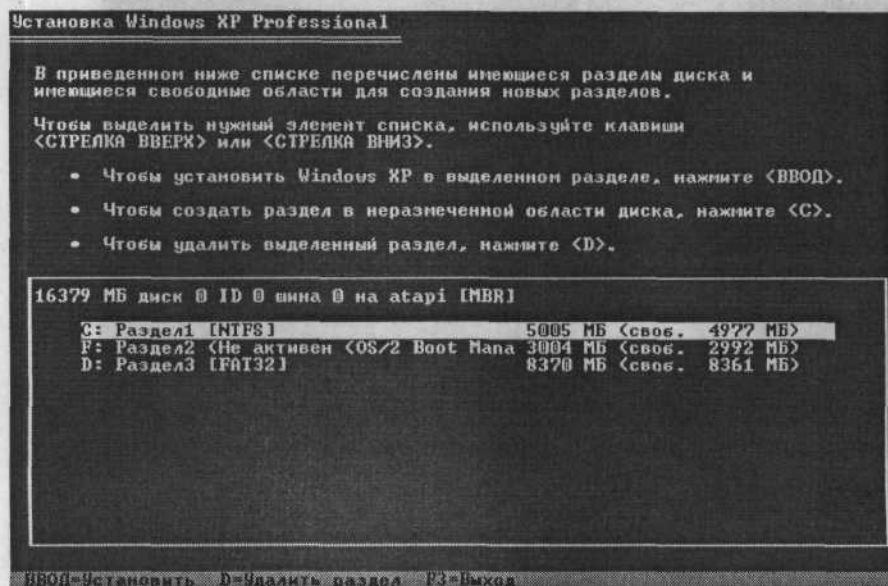 Установка Windows XP Professional
В приведенном ниже списке перечислены имеющиеся разделы диска и
имеющиеся свободные области для создания новых разделов.
Чтобы выделить нужный элемент списка, используйте клавиши
<СТРЕЛКА ВВЕРХ> или <СТРЕЛКА ВНИЗ>.
• Чтобы установить Windows XP в выделенном разделе, нажмите <ВВОД>.
• Чтобы создать раздел в неразмеченной области диска, нажмите <C>.
• Чтобы удалить выделенный раздел, нажмите <D>.
16379 МБ диск 0 ID 0 шина 0 на atapi [MBR]
C: Раздел1 [NTFS] 5005 МБ (своб. 4977 МБ)
F: Раздел2 (Не активен (OS/2 Boot Mana 3004 МБ (своб. 2992 МБ)
D: Раздел3 [FAT32] 8370 МБ (своб. 8361 МБ)
ВВОД=Установить D=Удалить раздел F3=Выход